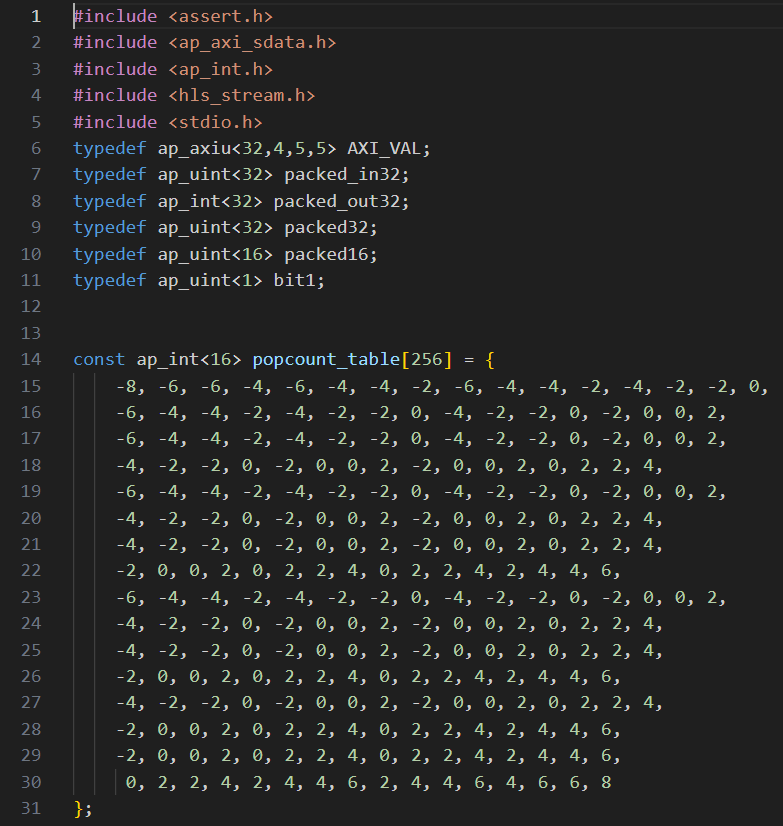 1 #include <assert.h>
2 #include <ap_axi_sdata.h>
3 #include <ap_int.h>
4 #include <hls_stream.h>
5 #include <stdio.h>
6 typedef ap_axiu<32,4,5,5> AXI_VAL;
7 typedef ap_uint<32> packed_in32;
8 typedef ap_int<32> packed_out32;
9 typedef ap_uint<32> packed32;
10 typedef ap_uint<16> packed16;
11 typedef ap_uint<1> bit1;
12
13
14 const ap_int<16> popcount_table[256] = {
15 -8, -6, -6, -4, -6, -4, -4, -2, -6, -4, -4, -2, -4, -2, -2, 0,
16 -6, -4, -4, -2, -4, -2, -2, 0, -4, -2, -2, 0, -2, 0, 0, 2,
17 -6, -4, -4, -2, -4, -2, -2, 0, -4, -2, -2, 0, -2, 0, 0, 2,
18 -4, -2, -2, 0, -2, 0, 0, 2, -2, 0, 0, 2, 0, 2, 2, 4,
19 -6, -4, -4, -2, -4, -2, -2, 0, -4, -2, -2, 0, -2, 0, 0, 2,
20 -4, -2, -2, 0, -2, 0, 0, 2, -2, 0, 0, 2, 0, 2, 2, 4,
21 -4, -2, -2, 0, -2, 0, 0, 2, -2, 0, 0, 2, 0, 2, 2, 4,
22 -2, 0, 0, 2, 0, 2, 2, 4, 0, 2, 2, 4, 2, 4, 4, 6,
23 -6, -4, -4, -2, -4, -2, -2, 0, -4, -2, -2, 0, -2, 0, 0, 2,
24 -4, -2, -2, 0, -2, 0, 0, 2, -2, 0, 0, 2, 0, 2, 2, 4,
25 -4, -2, -2, 0, -2, 0, 0, 2, -2, 0, 0, 2, 0, 2, 2, 4,
26 -2, 0, 0, 2, 0, 2, 2, 4, 0, 2, 2, 4, 2, 4, 4, 6,
27 -4, -2, -2, 0, -2, 0, 0, 2, -2, 0, 0, 2, 0, 2, 2, 4,
28 -2, 0, 0, 2, 0, 2, 2, 4, 0, 2, 2, 4, 2, 4, 4, 6,
29 -2, 0, 0, 2, 0, 2, 2, 4, 0, 2, 2, 4, 2, 4, 4, 6,
30 0, 2, 2, 4, 2, 4, 4, 6, 2, 4, 4, 6, 4, 6, 6, 8
31 };